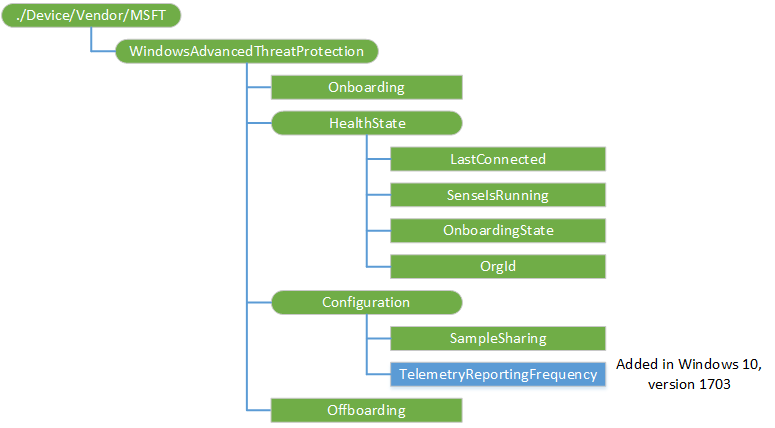 ./Device/Vendor/MSFT
WindowsAdvancedThreatProtection
Onboarding
HealthState
LastConnected
SenseIsRunning
OnboardingState
OrgId
Configuration
SampleSharing
TelemetryReportingFrequency
Added in Windows 10,
version 1703
Offboarding